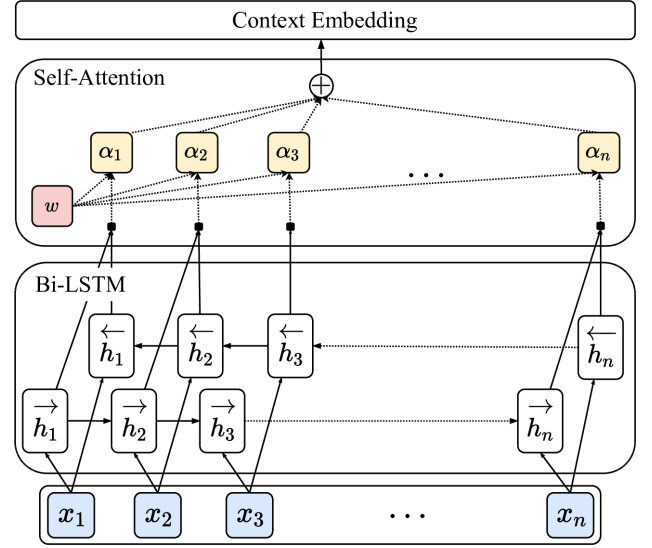 Context Embedding
Self-Attention
+
α₁ α₂ α₃ ... αₙ
w
Bi-LSTM
←h₁ ←h₂ ←h₃ ←hₙ
→h₁ →h₂ →h₃ →hₙ
x₁ x₂ x₃ ... xₙ